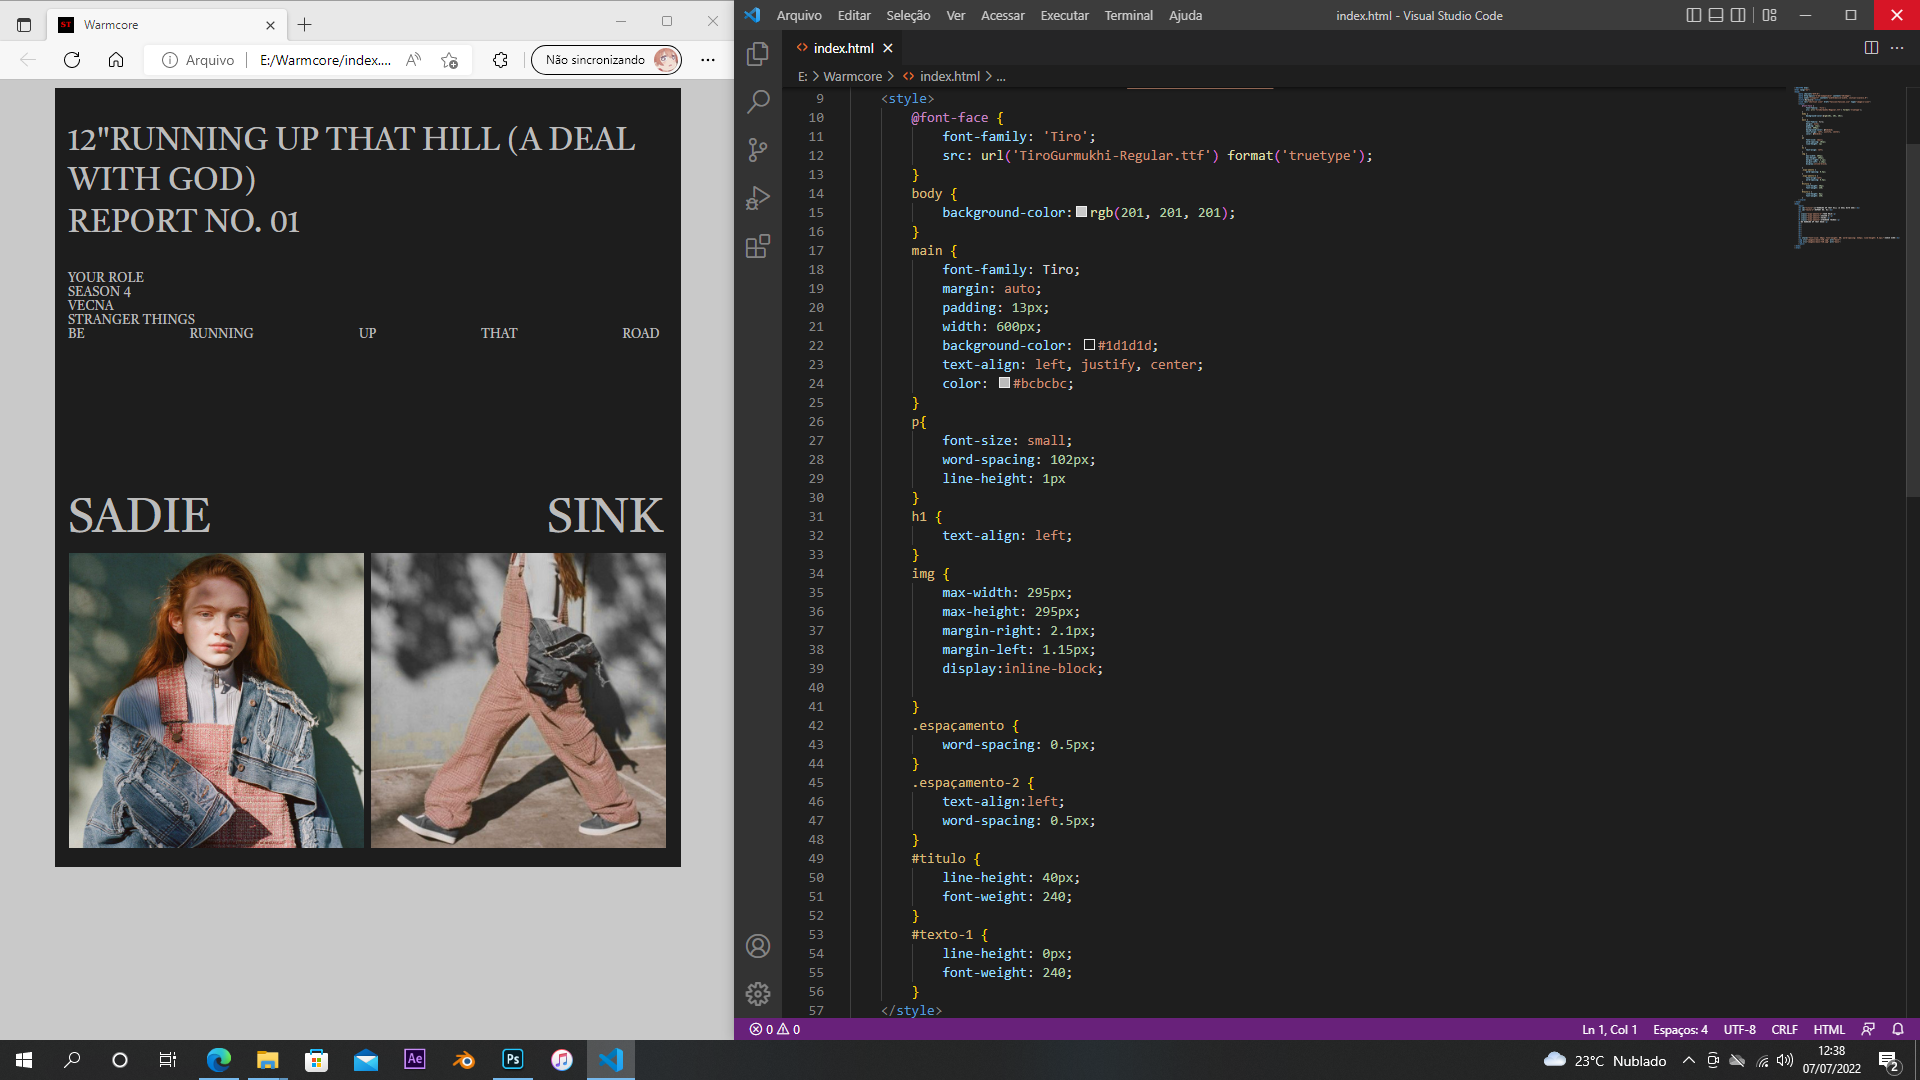 ST Warmcore
Arquivo E:/Warmcore/index.... Não sincronizando
12"RUNNING UP THAT HILL (A DEAL
WITH GOD)
REPORT NO. 01
YOUR ROLE
SEASON 4
VECNA
STRANGER THINGS
BE RUNNING UP THAT ROAD
SADIE SINK
Arquivo Editar Seleção Ver Acessar Executar Terminal Ajuda index.html - Visual Studio Code
index.html
E: > Warmcore > index.html > ...
9 <style>
10 @font-face {
11 font-family: 'Tiro';
12 src: url('TiroGurmukhi-Regular.ttf') format('truetype');
13 }
14 body {
15 background-color: rgb(201, 201, 201);
16 }
17 main {
18 font-family: Tiro;
19 margin: auto;
20 padding: 13px;
21 width: 600px;
22 background-color: #1d1d1d;
23 text-align: left, justify, center;
24 color: #bcbcbc;
25 }
26 p{
27 font-size: small;
28 word-spacing: 102px;
29 line-height: 1px
30 }
31 h1 {
32 text-align: left;
33 }
34 img {
35 max-width: 295px;
36 max-height: 295px;
37 margin-right: 2.1px;
38 margin-left: 1.15px;
39 display:inline-block;
40
41 }
42 .espaçamento {
43 word-spacing: 0.5px;
44 }
45 .espaçamento-2 {
46 text-align:left;
47 word-spacing: 0.5px;
48 }
49 #titulo {
50 line-height: 40px;
51 font-weight: 240;
52 }
53 #texto-1 {
54 line-height: 0px;
55 font-weight: 240;
56 }
57 </style>
0 0 Ln 1, Col 1 Espaços: 4 UTF-8 CRLF HTML
Ae Ps 23°C Nublado 12:38
07/07/2022 2